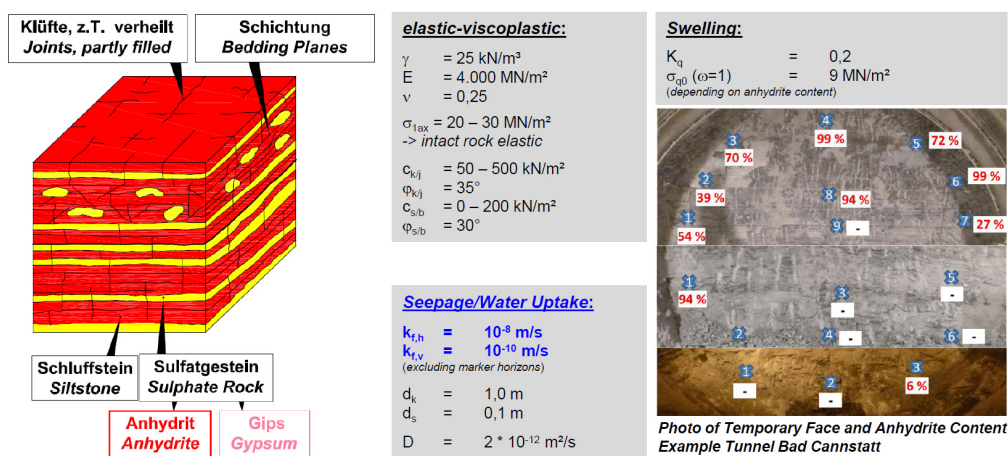 Klüfte, z.T. verheilt
Joints, partly filled
Schichtung
Bedding Planes
Schluffstein
Siltstone
Sulfatgestein
Sulphate Rock
Anhydrit
Anhydrite
Gips
Gypsum
elastic-viscoplastic:
γ = 25 kN/m³
E = 4.000 MN/m²
ν = 0,25
σ1ax = 20 – 30 MN/m²
-> intact rock elastic
ck/j = 50 – 500 kN/m²
φk/j = 35°
cs/b = 0 – 200 kN/m²
φs/b = 30°
Seepage/Water Uptake:
kf,h = 10-8 m/s
kf,v = 10-10 m/s
(excluding marker horizons)
dk = 1,0 m
ds = 0,1 m
D = 2 * 10-12 m²/s
Swelling:
Kq = 0,2
σq0 (ω=1) = 9 MN/m²
(depending on anhydrite content)
4
99 %
3
70 %
5
72 %
2
39 %
6
99 %
8
94 %
1
54 %
9
-
7
27 %
1
94 %
5
-
3
-
2
4
-
6
-
1
-
2
-
3
6 %
Photo of Temporary Face and Anhydrite Content
Example Tunnel Bad Cannstatt